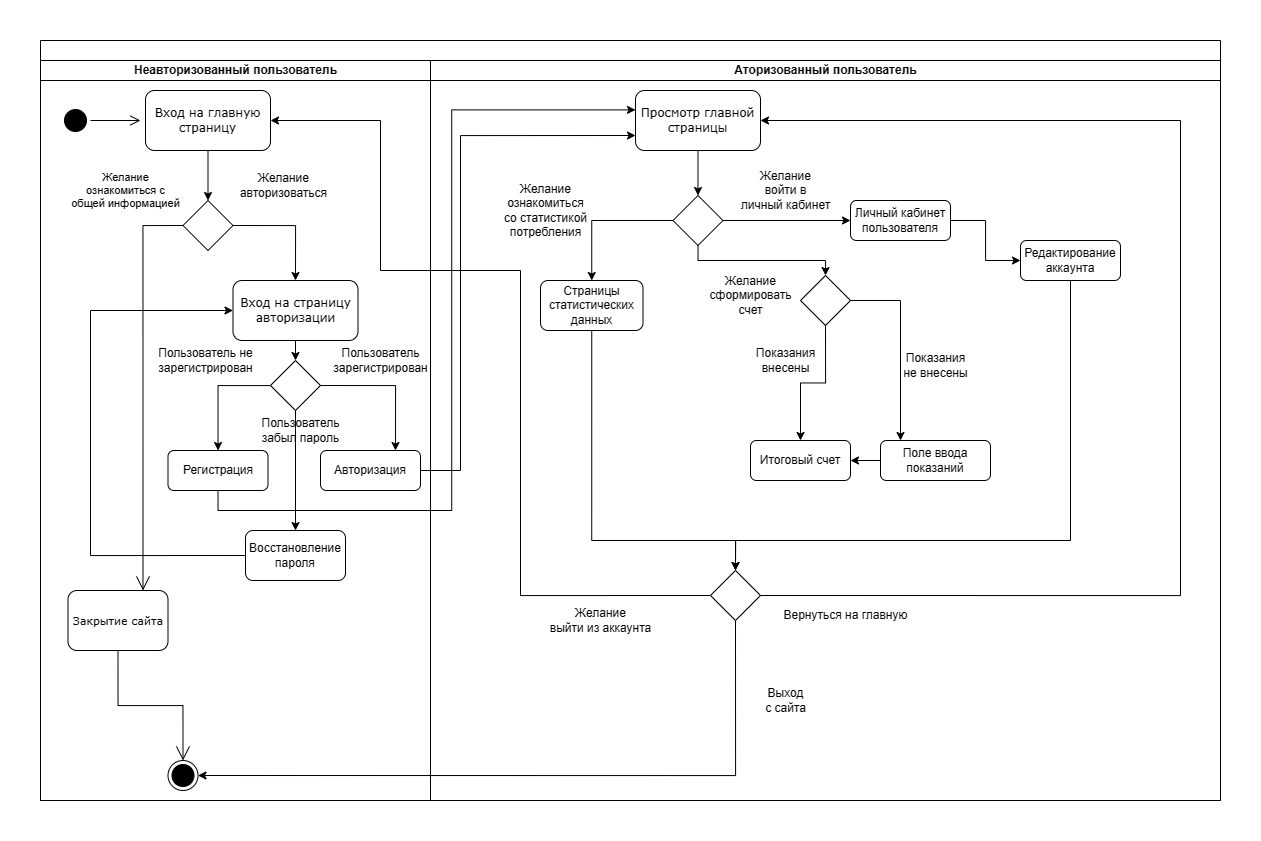 Неавторизованный пользователь
Аторизованный пользователь
Вход на главную
страницу
Просмотр главной
страницы
Желание
ознакомиться с
общей информацией
Желание
авторизоваться
Желание
ознакомиться
со статистикой
потребления
Желание
войти в
личный кабинет
Личный кабинет
пользователя
Редактирование
аккаунта
Вход на страницу
авторизации
Страницы
статистических
данных
Желание
сформировать
счет
Пользователь не
зарегистрирован
Пользователь
зарегистрирован
Показания
внесены
Показания
не внесены
Пользователь
забыл пароль
Регистрация
Авторизация
Итоговый счет
Поле ввода
показаний
Восстановление
пароля
Закрытие сайта
Желание
выйти из аккаунта
Вернуться на главную
Выход
с сайта